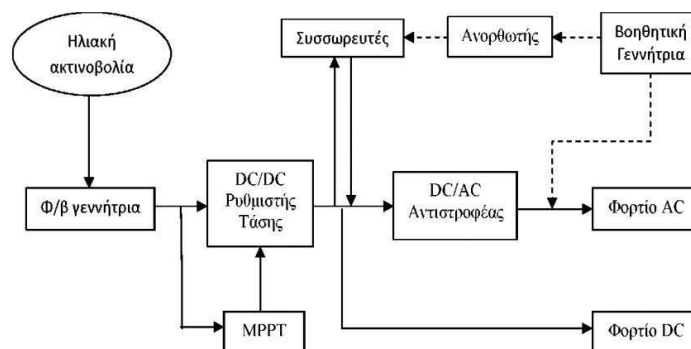 Ηλιακή
ακτινοβολία
Συσσωρευτές
Ανορθωτής
Βοηθητική
Γεννήτρια
Φ/β γεννήτρια
DC/DC
Ρυθμιστής
Τάσης
DC/AC
Αντιστροφέας
Φορτίο AC
MPPT
Φορτίο DC